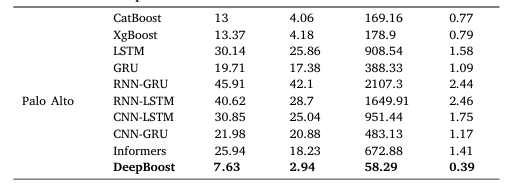 CatBoost 13 4.06 169.16 0.77
XgBoost 13.37 4.18 178.9 0.79
LSTM 30.14 25.86 908.54 1.58
GRU 19.71 17.38 388.33 1.09
RNN-GRU 45.91 42.1 2107.3 2.44
Palo Alto RNN-LSTM 40.62 28.7 1649.91 2.46
CNN-LSTM 30.85 25.04 951.44 1.75
CNN-GRU 21.98 20.88 483.13 1.17
Informers 25.94 18.23 672.88 1.41
DeepBoost 7.63 2.94 58.29 0.39